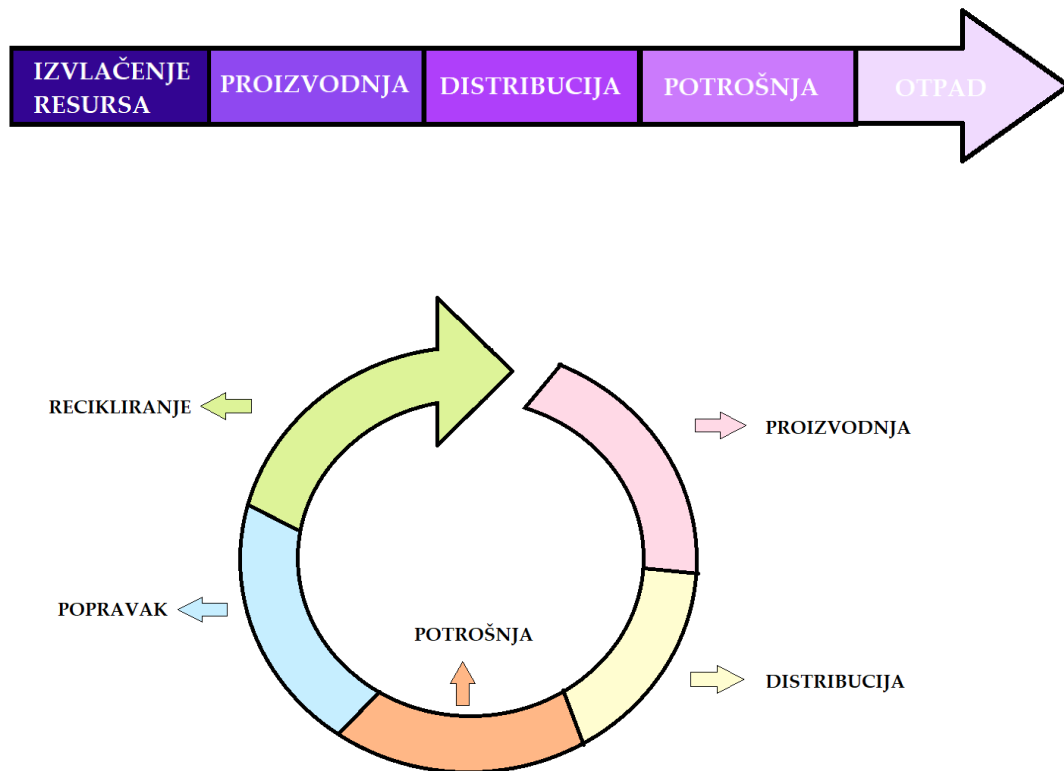 IZVLAČENJE
RESURSA
PROIZVODNJA
DISTRIBUCIJA
POTROŠNJA
OTPAD
RECIKLIRANJE
PROIZVODNJA
POPRAVAK
POTROŠNJA
DISTRIBUCIJA